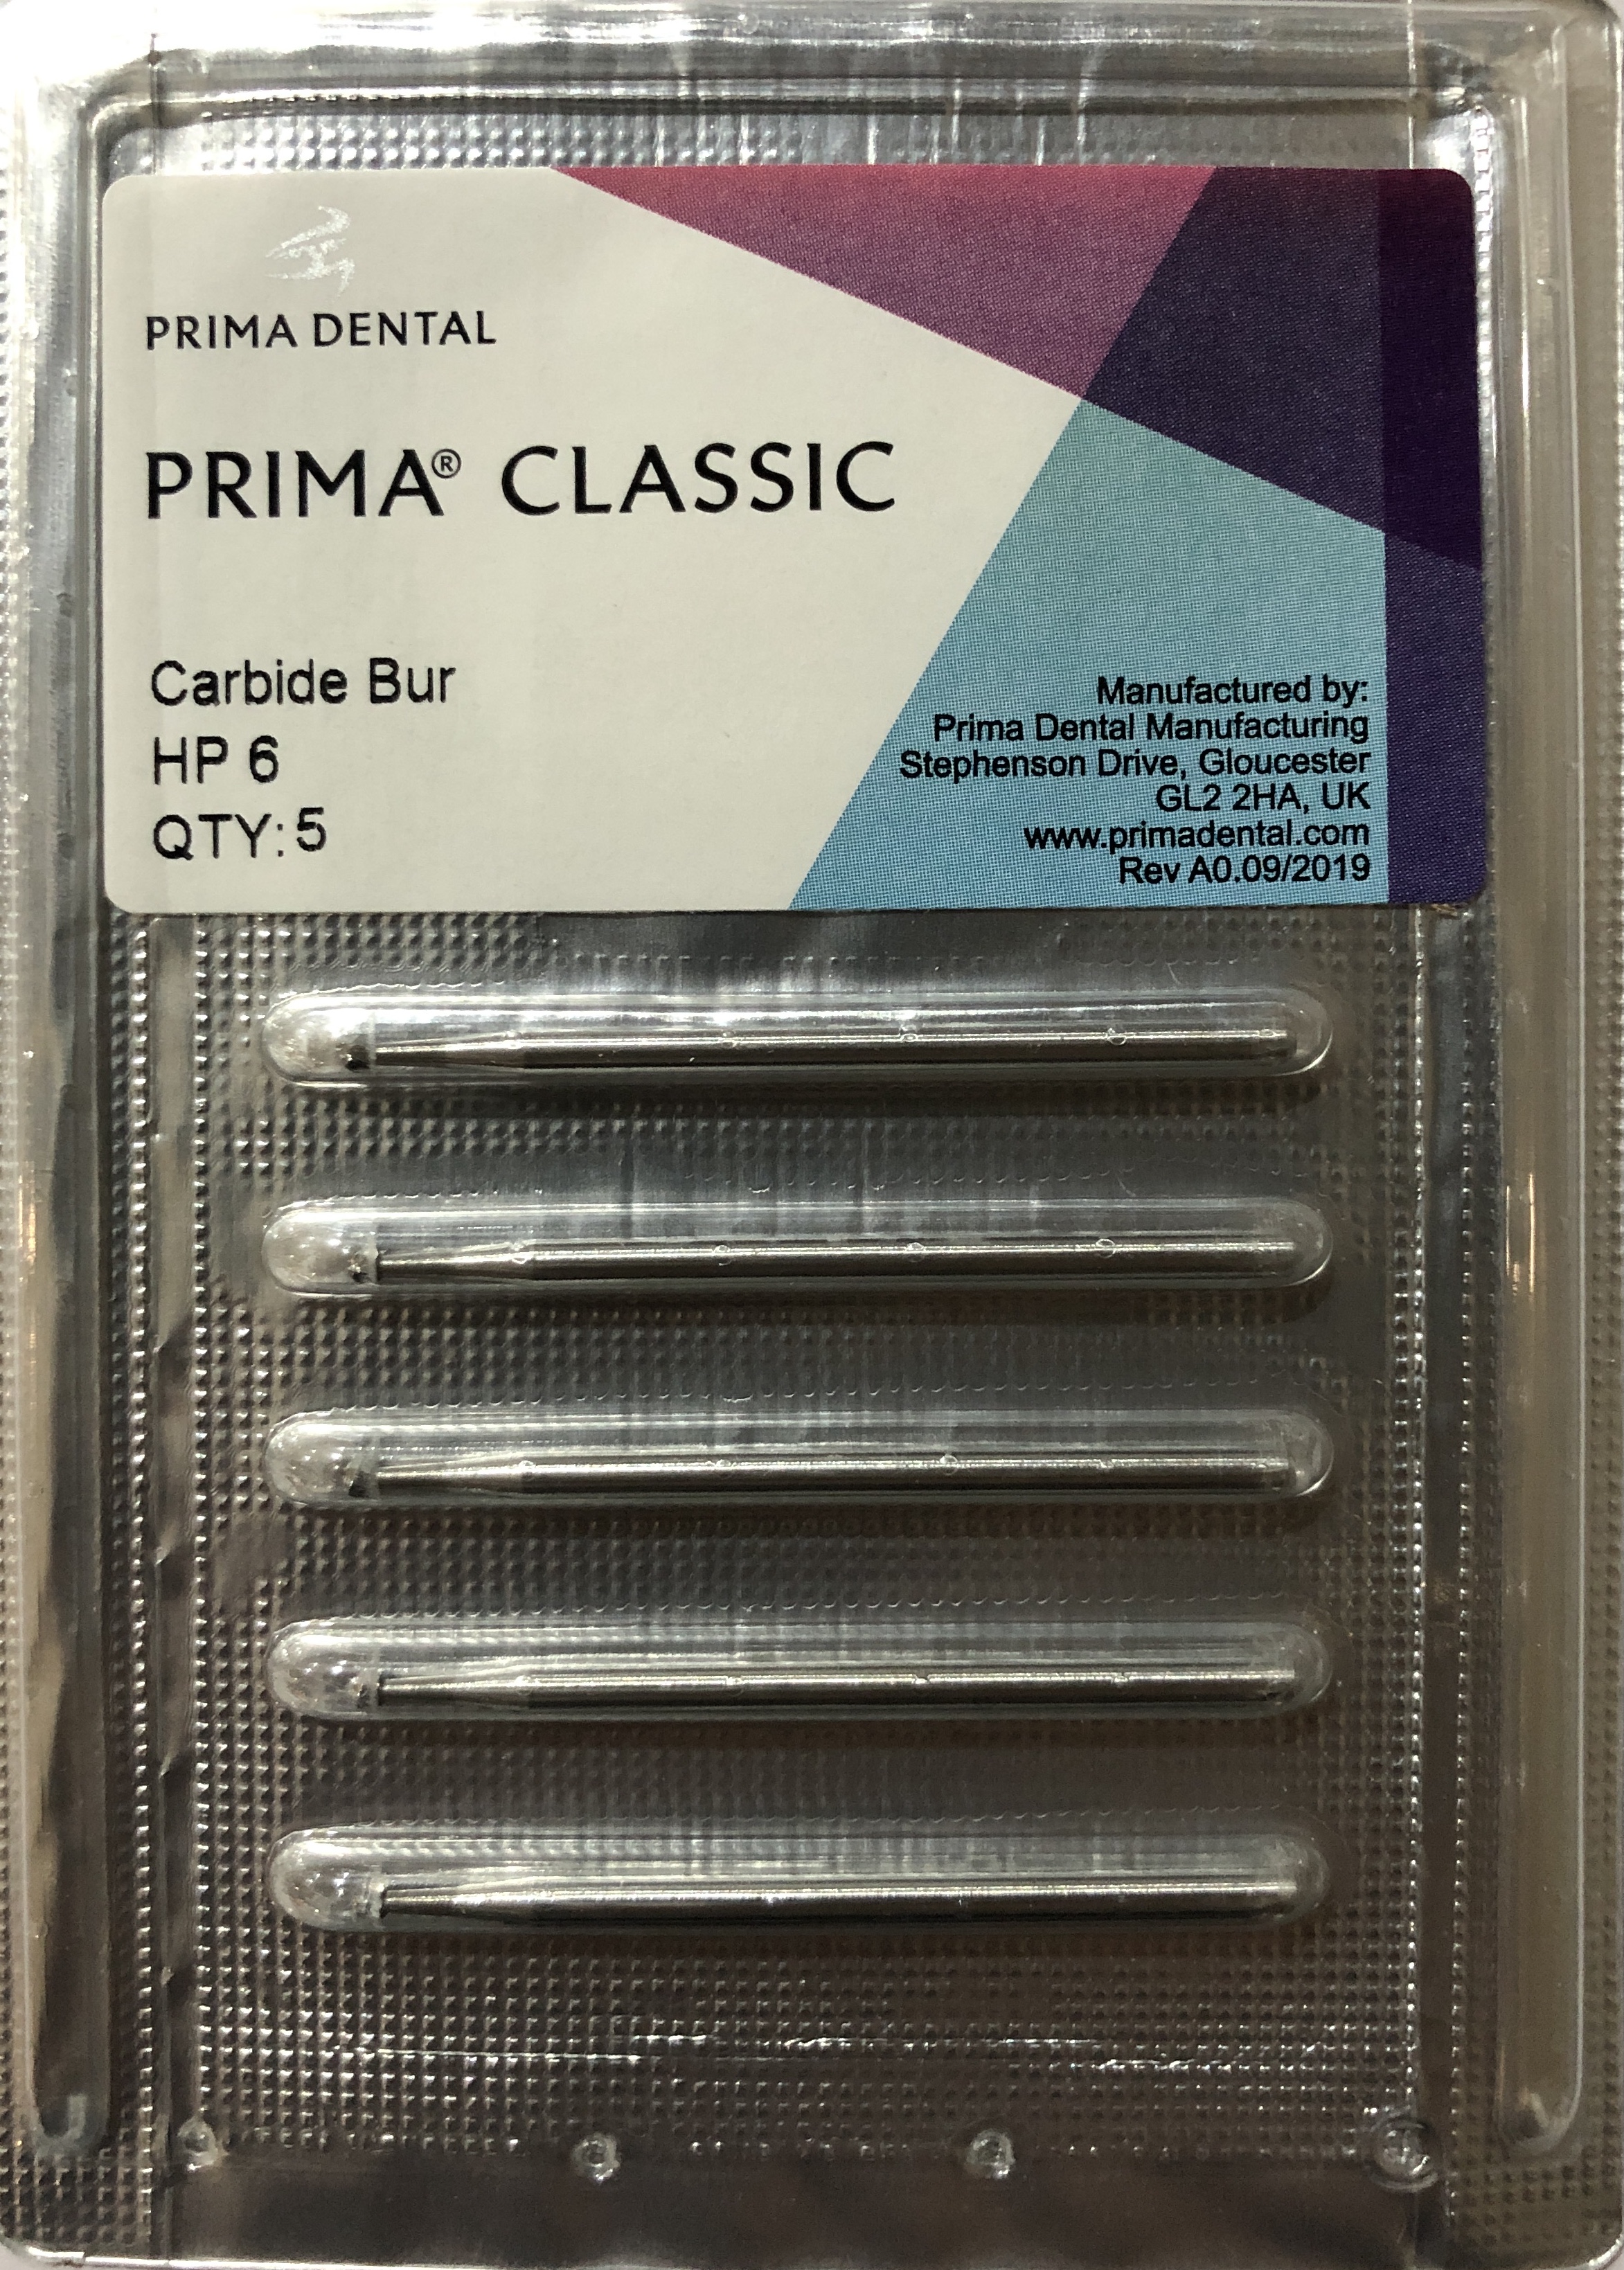 PRIMA DENTAL
PRIMA® CLASSIC
Carbide Bur
HP 6
QTY:5
Manufactured by:
Prima Dental Manufacturing
Stephenson Drive, Gloucester
GL2 2HA, UK
www.primadental.com
Rev A0.09/2019